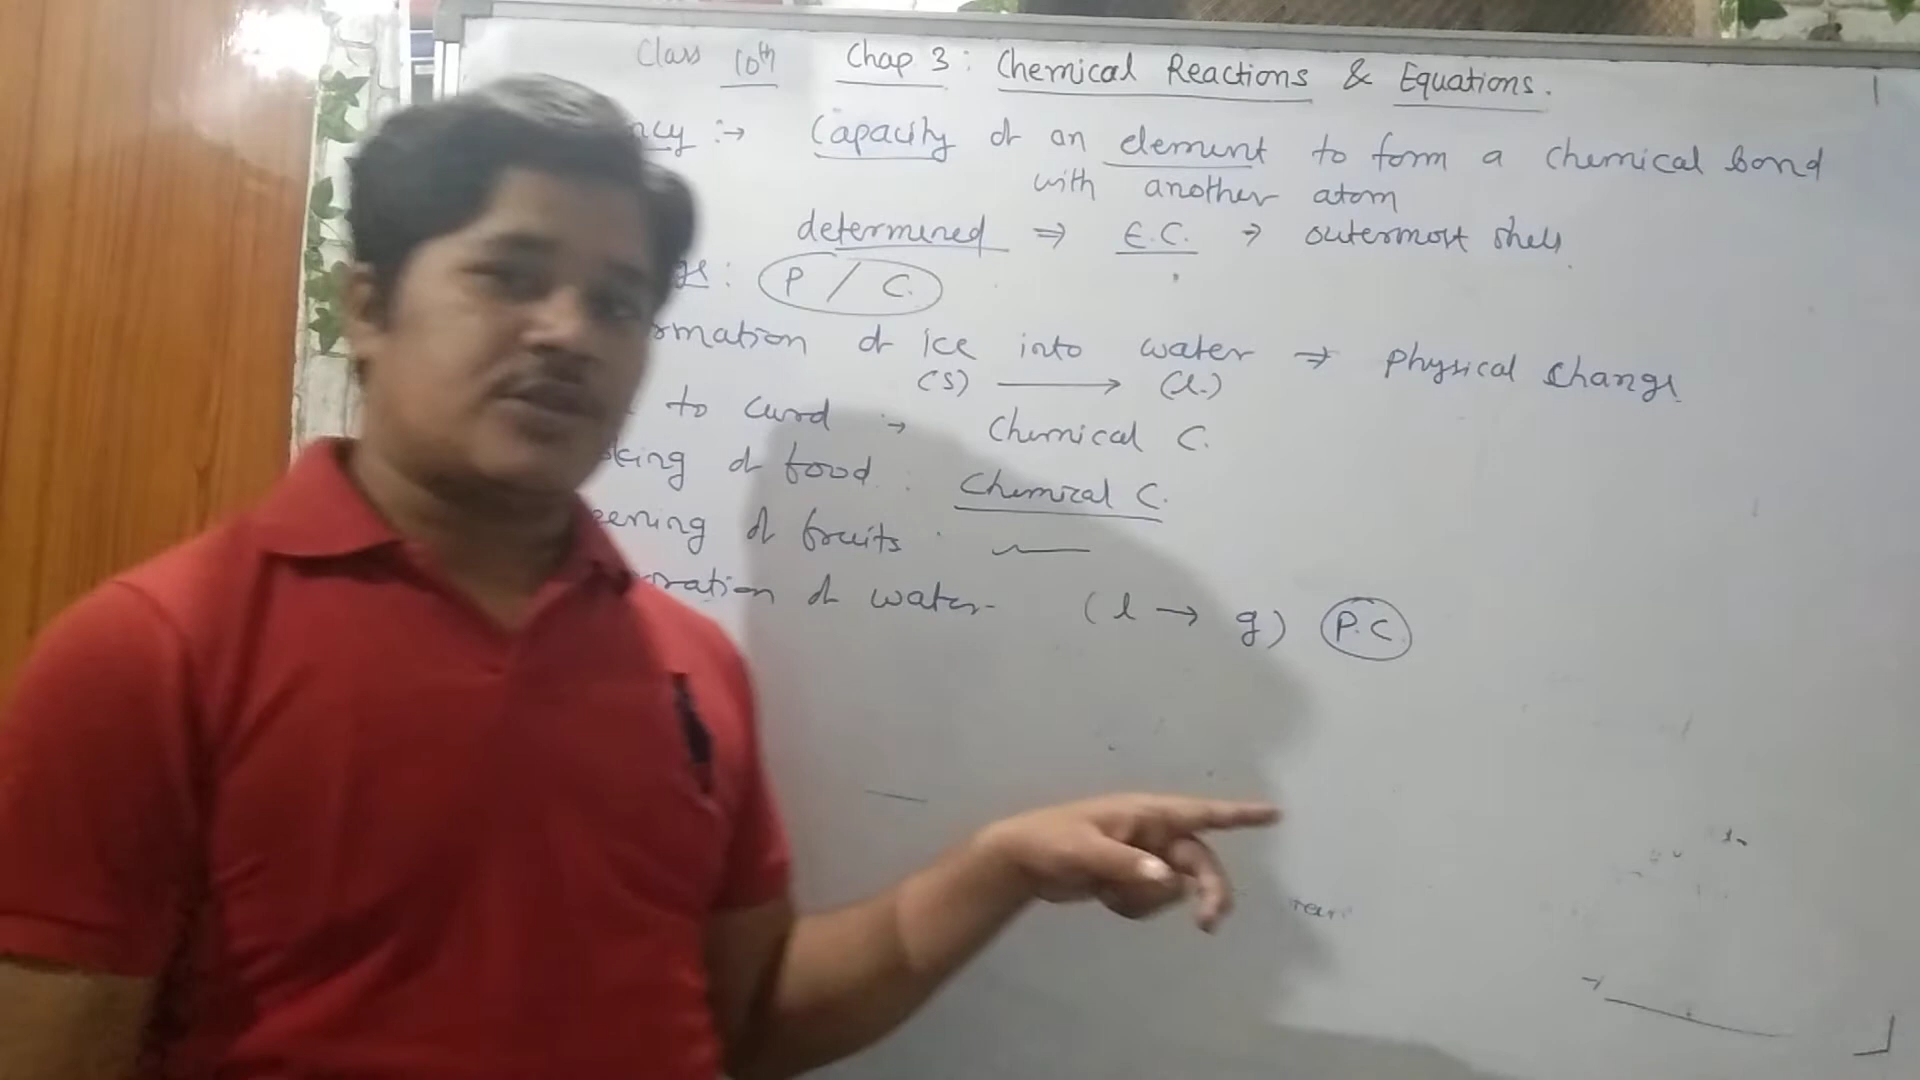 Class 10th Chap 3: Chemical Reactions & Equations.
ncy :→ Capacity of an element to form a chemical bond
with another atom
determined ⇒ E.C. → outermost shell
ge: P / C.
rmation of ice into water ⇒ physical change
(s) ⟶ (l.)
to curd :→ Chemical C.
king of food : Chemical C.
eening of fruits
ration of water (l → g) P.C.